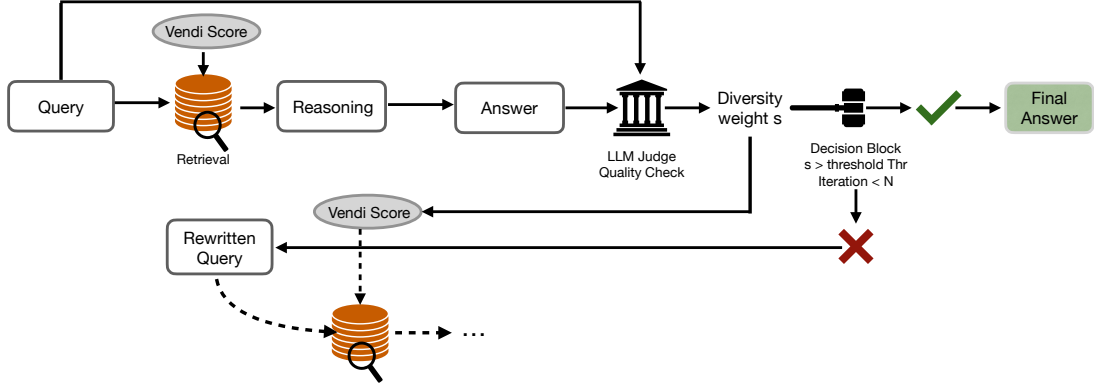 Vendi Score
Query
Retrieval
Reasoning
Answer
LLM Judge
Quality Check
Diversity
weight s
Decision Block
s > threshold Thr
Iteration < N
Final
Answer
Vendi Score
Rewritten
Query
...